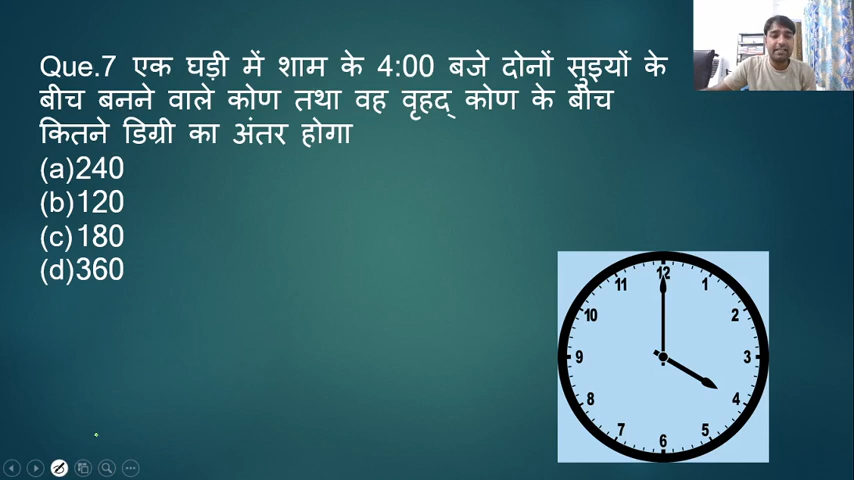 Que.7 एक घड़ी में शाम के 4:00 बजे दोनों सुइयों के
बीच बनने वाले कोण तथा वह वृहद् कोण के बीच
कितने डिग्री का अंतर होगा
(a)240
(b)120
(c)180
(d)360
12
11
1
10
2
9
3
8
4
7
5
6